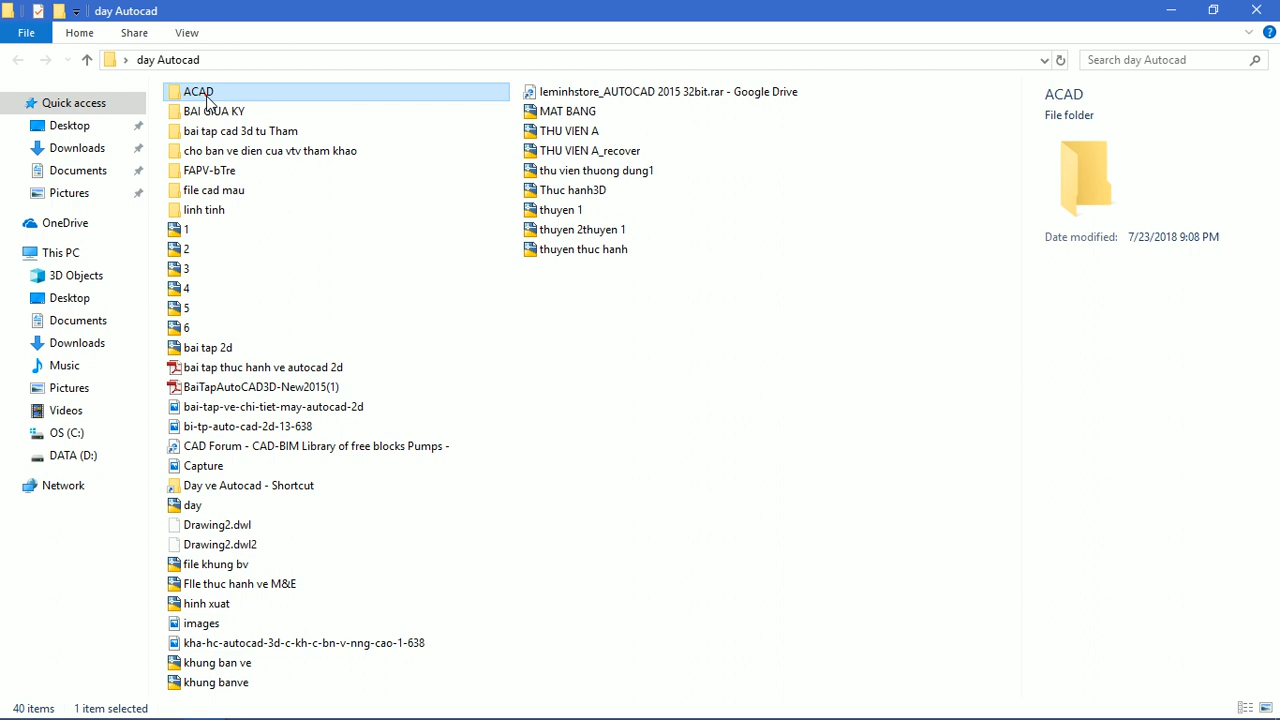 day Autocad
File
Home
Share
View
day Autocad
Search day Autocad
Quick access
Desktop
Downloads
Documents
Pictures
OneDrive
This PC
3D Objects
Desktop
Documents
Downloads
Music
Pictures
Videos
OS (C:)
DATA (D:)
Network
ACAD
BAI GIUA KY
bai tap cad 3d tu Tham
cho ban ve dien cua vtv tham khao
FAPV-bTre
file cad mau
linh tinh
1
2
3
4
5
6
bai tap 2d
bai tap thuc hanh ve autocad 2d
BaiTapAutoCAD3D-New2015(1)
bai-tap-ve-chi-tiet-may-autocad-2d
bi-tp-auto-cad-2d-13-638
CAD Forum - CAD-BIM Library of free blocks Pumps -
Capture
Day ve Autocad - Shortcut
day
Drawing2.dwl
Drawing2.dwl2
file khung bv
FIle thuc hanh ve M&E
hinh xuat
images
kha-hc-autocad-3d-c-kh-c-bn-v-nng-cao-1-638
khung ban ve
khung banve
leminhstore_AUTOCAD 2015 32bit.rar - Google Drive
MAT BANG
THU VIEN A
THU VIEN A_recover
thu vien thuong dung1
Thuc hanh3D
thuyen 1
thuyen 2thuyen 1
thuyen thuc hanh
ACAD
File folder
Date modified: 7/23/2018 9:08 PM
40 items
1 item selected